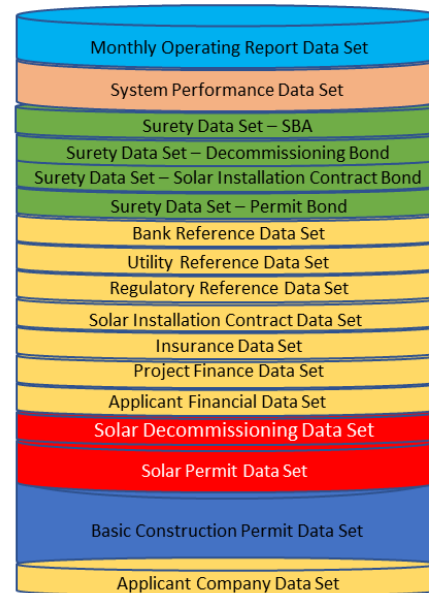 Monthly Operating Report Data Set
System Performance Data Set
Surety Data Set – SBA
Surety Data Set – Decommissioning Bond
Surety Data Set – Solar Installation Contract Bond
Surety Data Set – Permit Bond
Bank Reference Data Set
Utility Reference Data Set
Regulatory Reference Data Set
Solar Installation Contract Data Set
Insurance Data Set
Project Finance Data Set
Applicant Financial Data Set
Solar Decommissioning Data Set
Solar Permit Data Set
Basic Construction Permit Data Set
Applicant Company Data Set